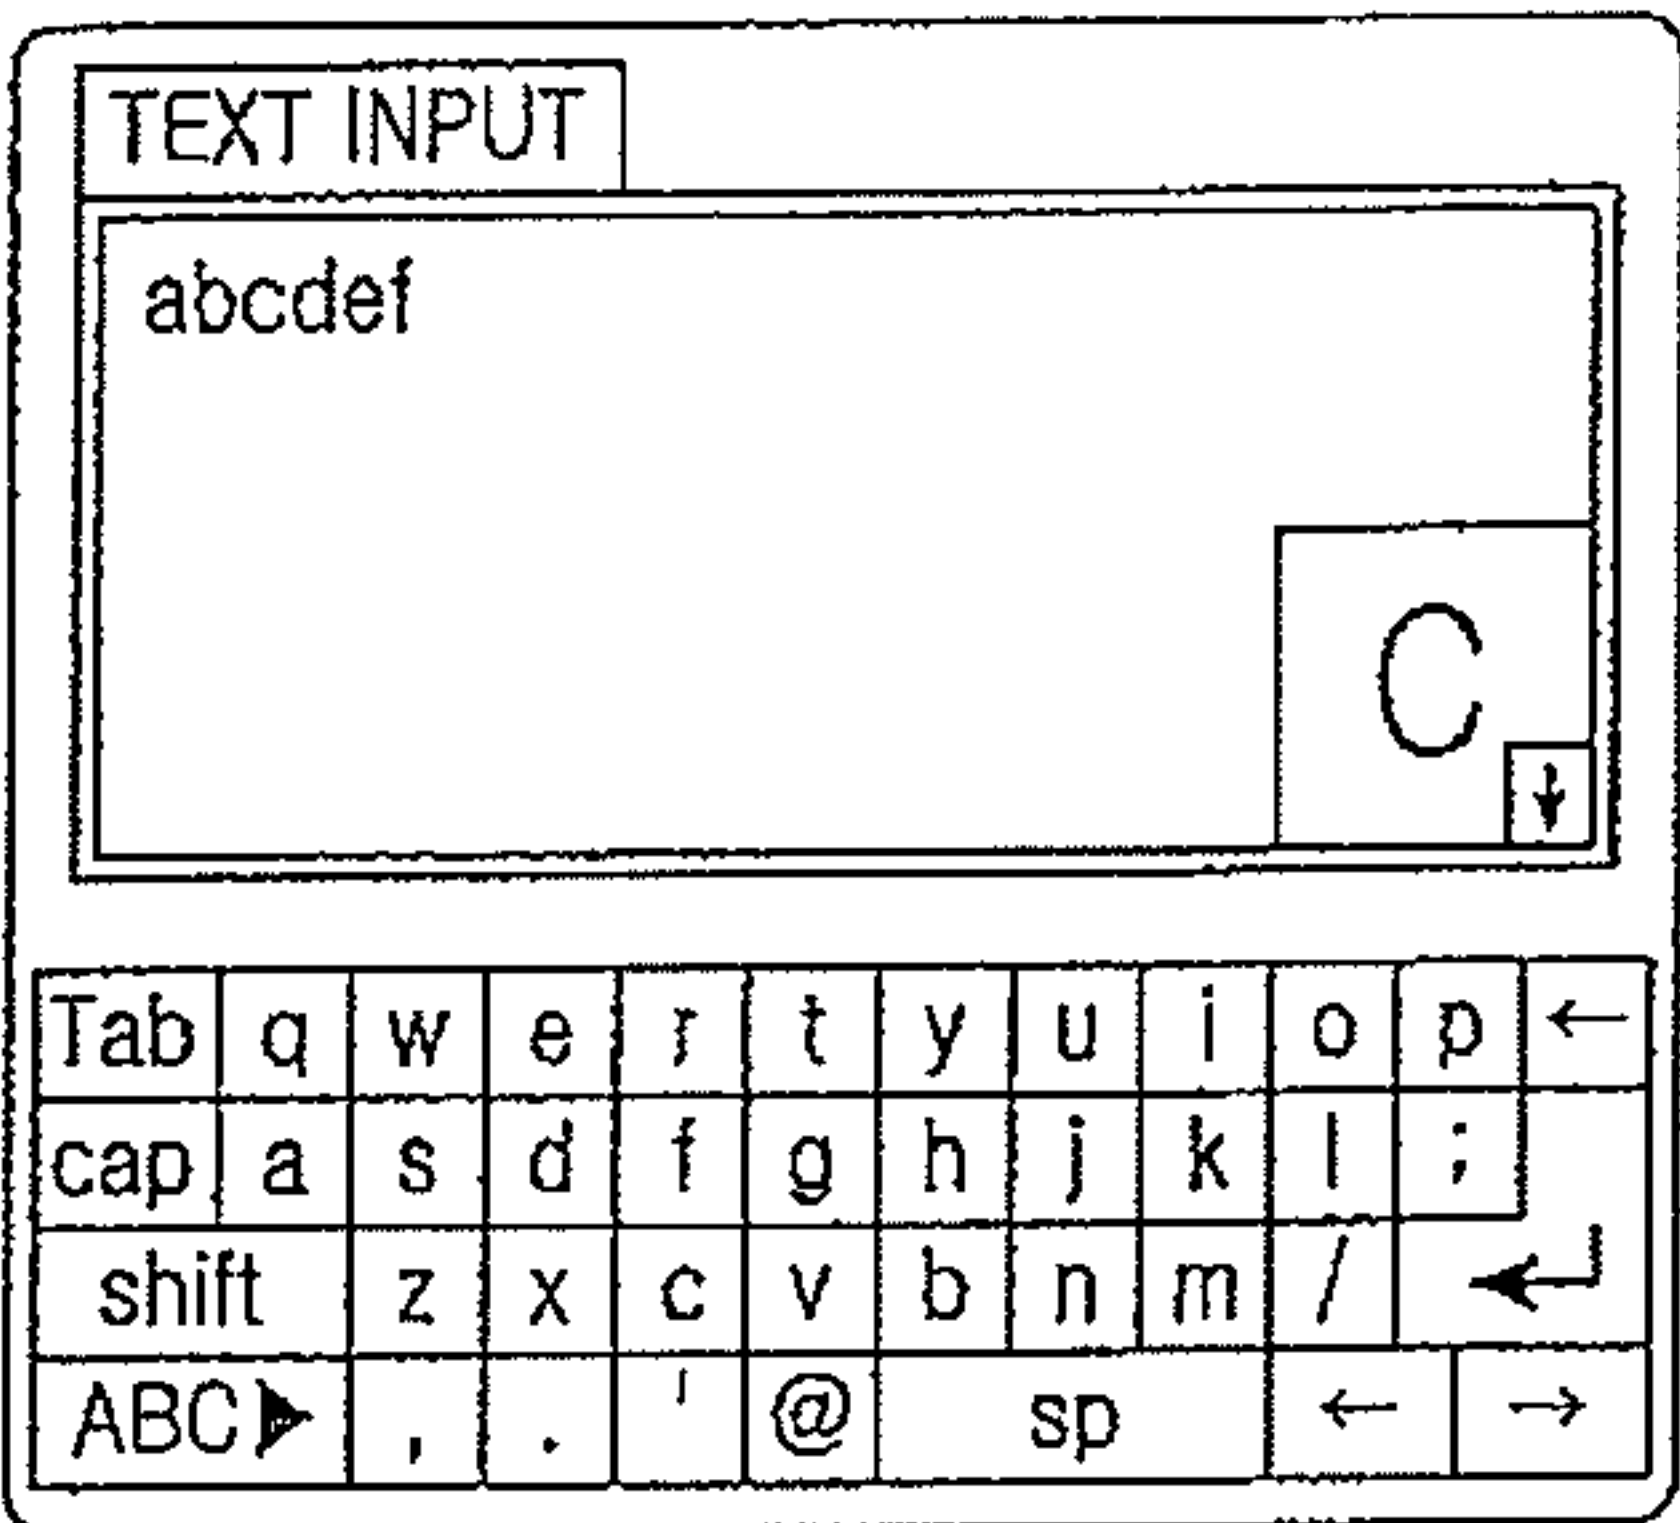 TEXT INPUT
abcdef
C
↓
Tab q w e r t y u i o p ←
cap a s d f g h j k l ;
shift z x c v b n m / ↵
ABC▶ , . ' @ sp ← →